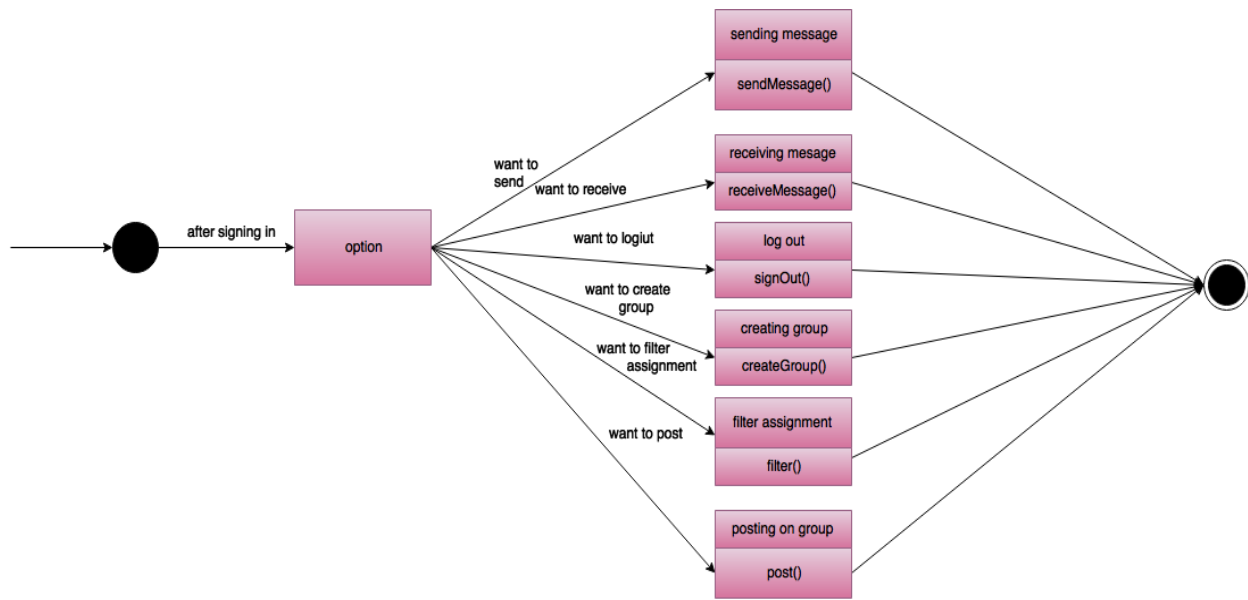 sending message
sendMessage()
want to
send
receiving mesage
receiveMessage()
want to receive
after signing in
option
want to logiut
log out
signOut()
want to create
group
creating group
createGroup()
want to filter
assignment
filter assignment
filter()
want to post
posting on group
post()